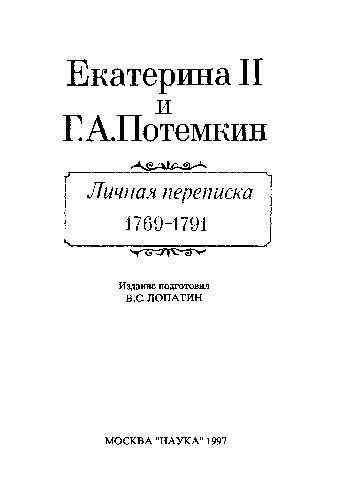 Екатерина II
и
Г.А.Потемкин
Личная переписка
1769-1791
Издание подготовил
В.С. ЛОПАТИН
МОСКВА "НАУКА" 1997